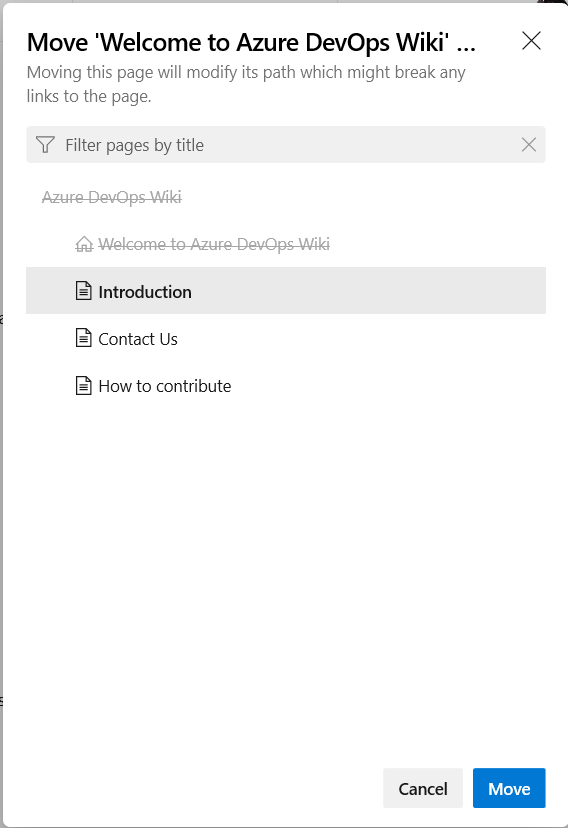 Move 'Welcome to Azure DevOps Wiki' ...
Moving this page will modify its path which might break any
links to the page.
Filter pages by title
Azure DevOps Wiki
Welcome to Azure DevOps Wiki
Introduction
Contact Us
How to contribute
Cancel Move